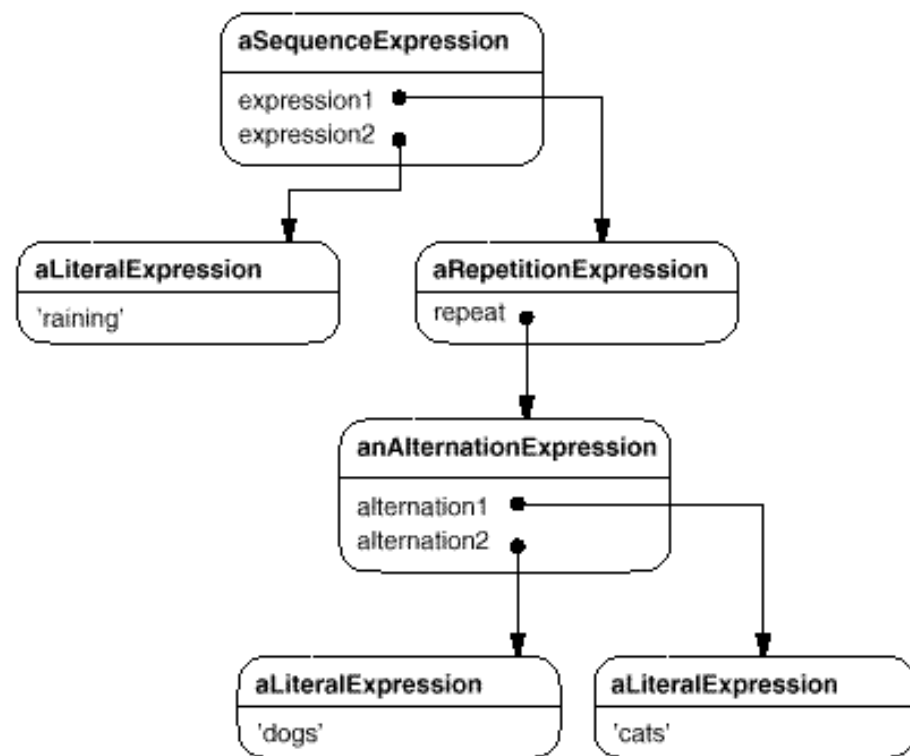 aSequenceExpression
expression1
expression2
aLiteralExpression
'raining'
aRepetitionExpression
repeat
anAlternationExpression
alternation1
alternation2
aLiteralExpression
'dogs'
aLiteralExpression
'cats'